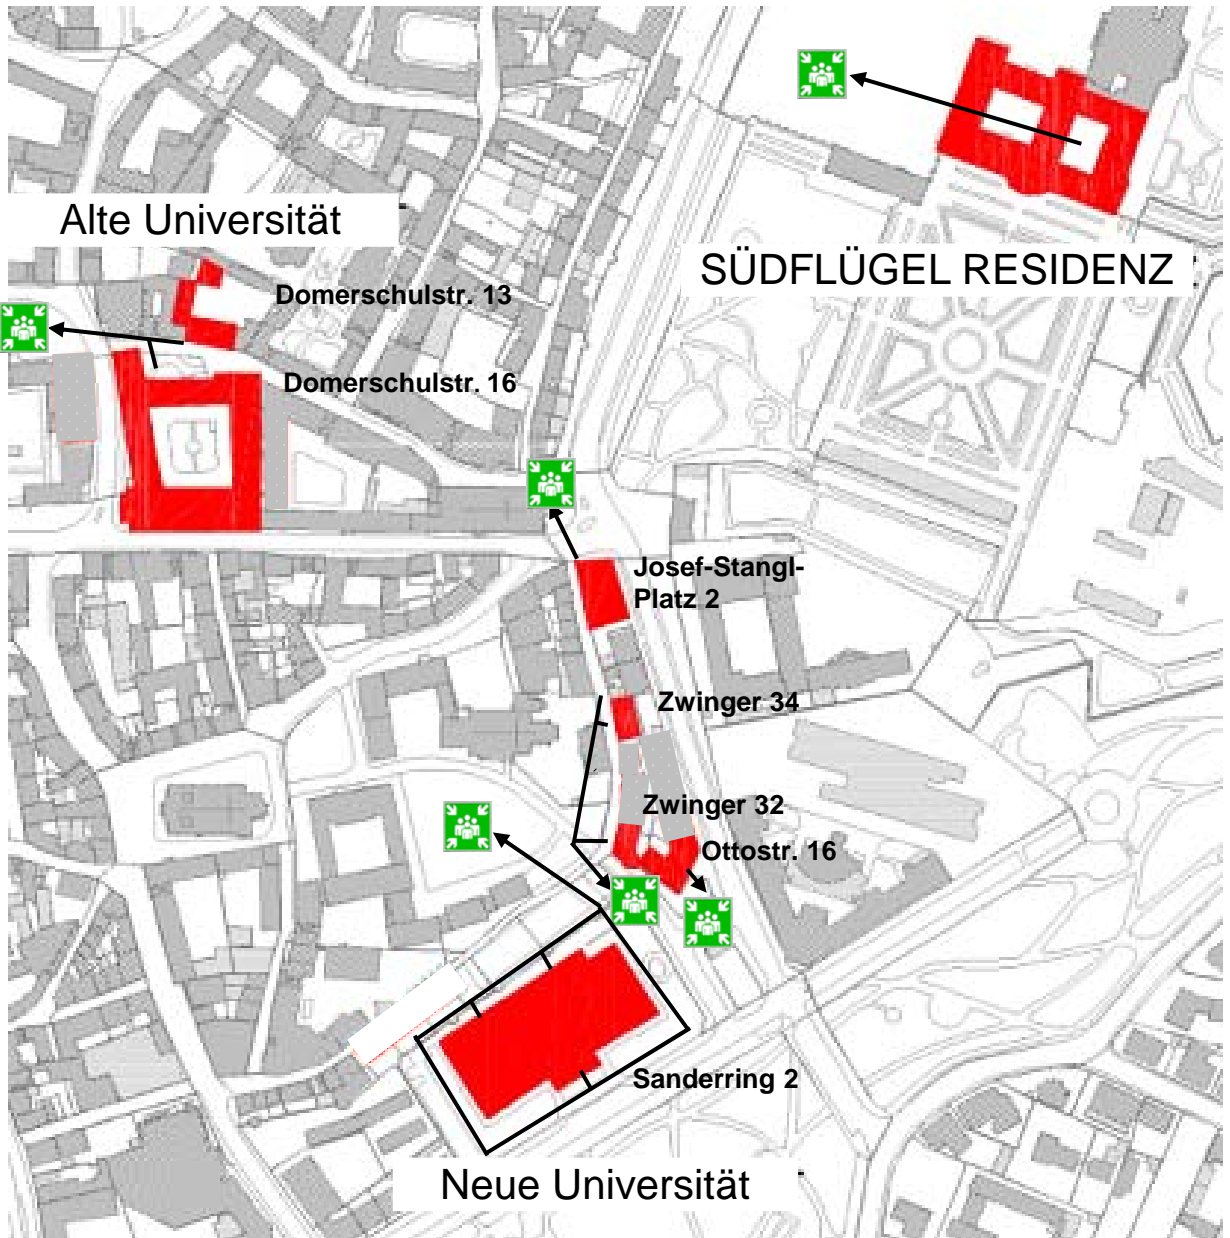 Alte Universität
SÜDFLÜGEL RESIDENZ
Domerschulstr. 13
Domerschulstr. 16
Josef-Stangl-
Platz 2
Zwinger 34
Zwinger 32
Ottostr. 16
Sanderring 2
Neue Universität